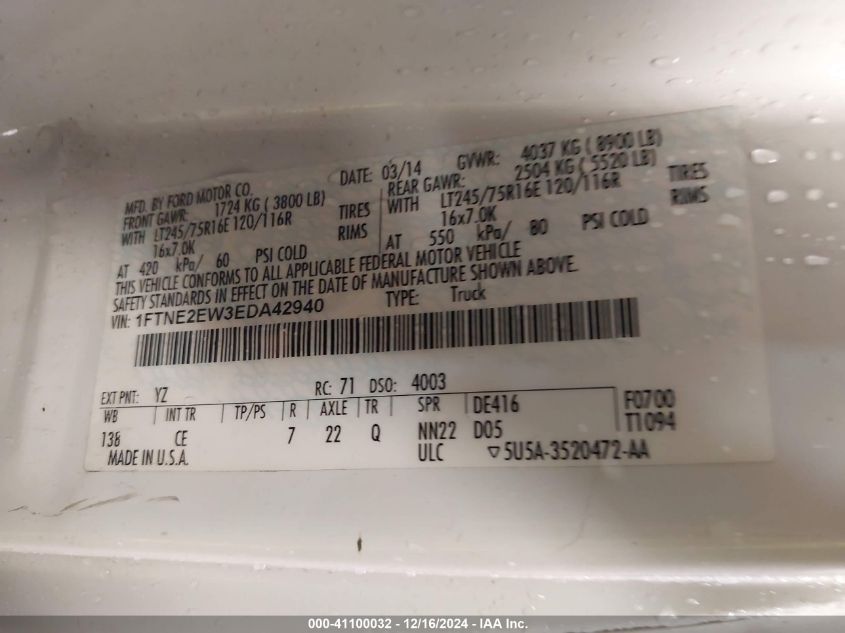 MFD. BY FORD MOTOR CO. DATE: 03/14 GVWR: 4037 KG ( 8900 LB)
FRONT GAWR: 1724 KG ( 3800 LB) REAR GAWR: 2504 KG ( 5520 LB)
WITH LT245/75R16E 120/116R TIRES WITH LT245/75R16E 120/116R TIRES
16x7.0K RIMS 16x7.0K RIMS
AT 420 kPa/ 60 PSI COLD AT 550 kPa/ 80 PSI COLD
THIS VEHICLE CONFORMS TO ALL APPLICABLE FEDERAL MOTOR VEHICLE
SAFETY STANDARDS IN EFFECT ON THE DATE OF MANUFACTURE SHOWN ABOVE.
VIN: 1FTNE2EW3EDA42940 TYPE: Truck
EXT PNT: YZ RC: 71 DSO: 4003
WB INT TR TP/PS R AXLE TR SPR DE416 F0700
138 CE 7 22 Q NN22 D05 T1094
MADE IN U.S.A. ULC ▽5U5A-3520472-AA
000-41100032 - 12/16/2024 - IAA Inc.